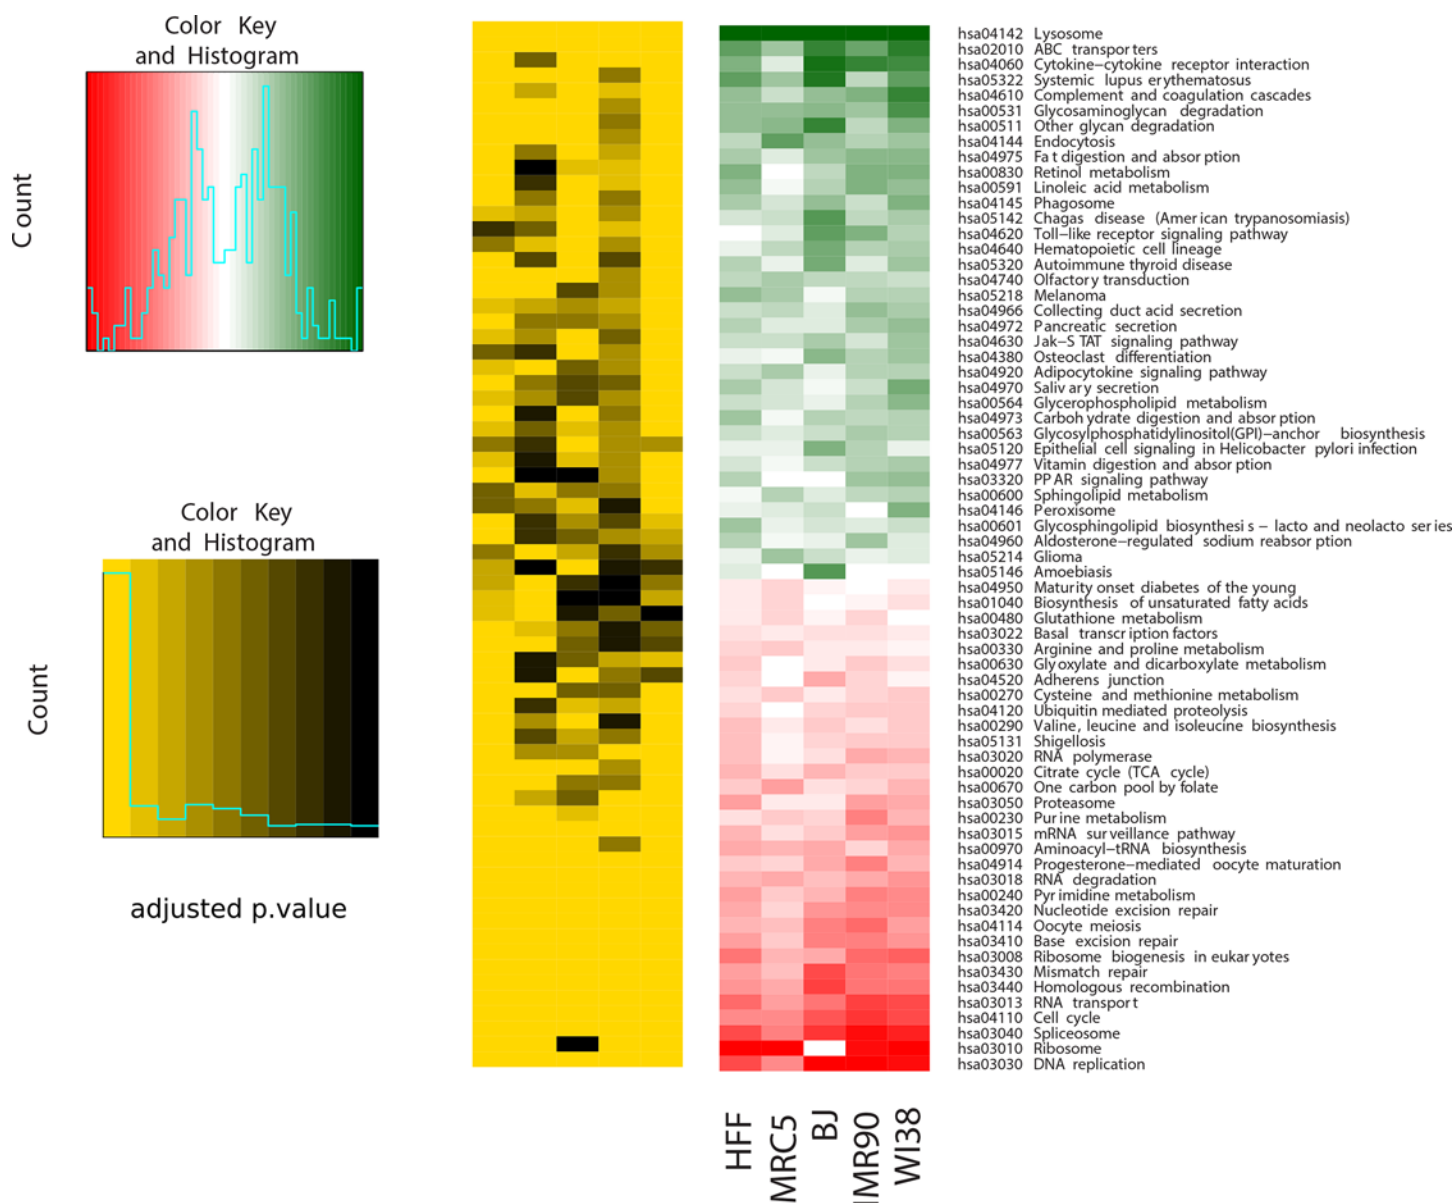 Color Key
and Histogram
Count
Color Key
and Histogram
Count
adjusted p.value
hsa04142 Lysosome
hsa02010 ABC transporters
hsa04060 Cytokine−cytokine receptor interaction
hsa05322 Systemic lupus erythematosus
hsa04610 Complement and coagulation cascades
hsa00531 Glycosaminoglycan degradation
hsa00511 Other glycan degradation
hsa04144 Endocytosis
hsa04975 Fat digestion and absorption
hsa00830 Retinol metabolism
hsa00591 Linoleic acid metabolism
hsa04145 Phagosome
hsa05142 Chagas disease (American trypanosomiasis)
hsa04620 Toll−like receptor signaling pathway
hsa04640 Hematopoietic cell lineage
hsa05320 Autoimmune thyroid disease
hsa04740 Olfactory transduction
hsa05218 Melanoma
hsa04966 Collecting duct acid secretion
hsa04972 Pancreatic secretion
hsa04630 Jak−STAT signaling pathway
hsa04380 Osteoclast differentiation
hsa04920 Adipocytokine signaling pathway
hsa04970 Salivary secretion
hsa00564 Glycerophospholipid metabolism
hsa04973 Carbohydrate digestion and absorption
hsa00563 Glycosylphosphatidylinositol(GPI)−anchor biosynthesis
hsa05120 Epithelial cell signaling in Helicobacter pylori infection
hsa04977 Vitamin digestion and absorption
hsa03320 PPAR signaling pathway
hsa00600 Sphingolipid metabolism
hsa04146 Peroxisome
hsa00601 Glycosphingolipid biosynthesis − lacto and neolacto series
hsa04960 Aldosterone−regulated sodium reabsorption
hsa05214 Glioma
hsa05146 Amoebiasis
hsa04950 Maturity onset diabetes of the young
hsa01040 Biosynthesis of unsaturated fatty acids
hsa00480 Glutathione metabolism
hsa03022 Basal transcription factors
hsa00330 Arginine and proline metabolism
hsa00630 Glyoxylate and dicarboxylate metabolism
hsa04520 Adherens junction
hsa00270 Cysteine and methionine metabolism
hsa04120 Ubiquitin mediated proteolysis
hsa00290 Valine, leucine and isoleucine biosynthesis
hsa05131 Shigellosis
hsa03020 RNA polymerase
hsa00020 Citrate cycle (TCA cycle)
hsa00670 One carbon pool by folate
hsa03050 Proteasome
hsa00230 Purine metabolism
hsa03015 mRNA surveillance pathway
hsa00970 Aminoacyl−tRNA biosynthesis
hsa04914 Progesterone−mediated oocyte maturation
hsa03018 RNA degradation
hsa00240 Pyrimidine metabolism
hsa03420 Nucleotide excision repair
hsa04114 Oocyte meiosis
hsa03410 Base excision repair
hsa03008 Ribosome biogenesis in eukaryotes
hsa03430 Mismatch repair
hsa03440 Homologous recombination
hsa03013 RNA transport
hsa04110 Cell cycle
hsa03040 Spliceosome
hsa03010 Ribosome
hsa03030 DNA replication
HFF
MRC5
BJ
IMR90
WI38